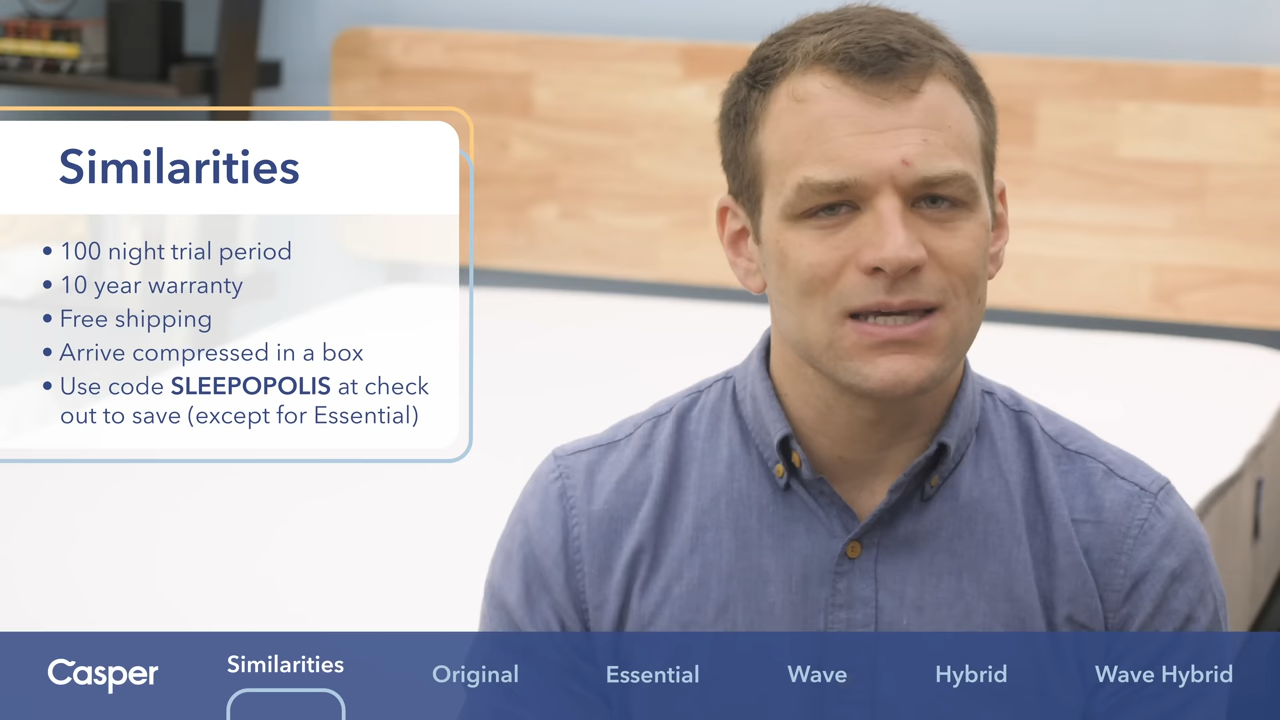 Similarities
• 100 night trial period
• 10 year warranty
• Free shipping
• Arrive compressed in a box
• Use code SLEEPOPOLIS at check
out to save (except for Essential)
Casper
Similarities
Original
Essential
Wave
Hybrid
Wave Hybrid